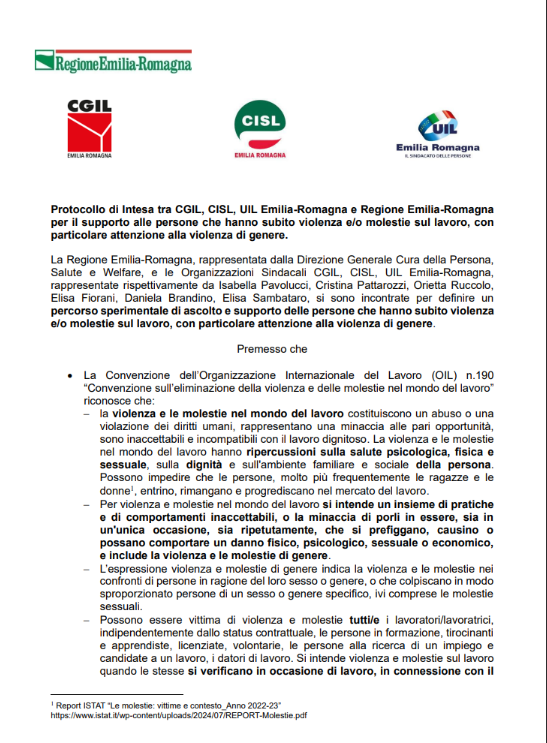 RegioneEmilia-Romagna
CGIL
EMILIA ROMAGNA
CISL
EMILIA ROMAGNA
UIL
Emilia Romagna
IL SINDACATO DELLE PERSONE
Protocollo di Intesa tra CGIL, CISL, UIL Emilia-Romagna e Regione Emilia-Romagna
per il supporto alle persone che hanno subito violenza e/o molestie sul lavoro, con
particolare attenzione alla violenza di genere.
La Regione Emilia-Romagna, rappresentata dalla Direzione Generale Cura della Persona,
Salute e Welfare, e le Organizzazioni Sindacali CGIL, CISL, UIL Emilia-Romagna,
rappresentate rispettivamente da Isabella Pavolucci, Cristina Pattarozzi, Orietta Ruccolo,
Elisa Fiorani, Daniela Brandino, Elisa Sambataro, si sono incontrate per definire un
percorso sperimentale di ascolto e supporto delle persone che hanno subito violenza
e/o molestie sul lavoro, con particolare attenzione alla violenza di genere.
Premesso che
• La Convenzione dell'Organizzazione Internazionale del Lavoro (OIL) n.190
"Convenzione sull'eliminazione della violenza e delle molestie nel mondo del lavoro"
riconosce che:
– la violenza e le molestie nel mondo del lavoro costituiscono un abuso o una
violazione dei diritti umani, rappresentano una minaccia alle pari opportunità,
sono inaccettabili e incompatibili con il lavoro dignitoso. La violenza e le molestie
nel mondo del lavoro hanno ripercussioni sulla salute psicologica, fisica e
sessuale, sulla dignità e sull'ambiente familiare e sociale della persona.
Possono impedire che le persone, molto più frequentemente le ragazze e le
donne¹, entrino, rimangano e progrediscano nel mercato del lavoro.
– Per violenza e molestie nel mondo del lavoro si intende un insieme di pratiche
e di comportamenti inaccettabili, o la minaccia di porli in essere, sia in
un'unica occasione, sia ripetutamente, che si prefiggano, causino o
possano comportare un danno fisico, psicologico, sessuale o economico,
e include la violenza e le molestie di genere.
– L'espressione violenza e molestie di genere indica la violenza e le molestie nei
confronti di persone in ragione del loro sesso o genere, o che colpiscano in modo
sproporzionato persone di un sesso o genere specifico, ivi comprese le molestie
sessuali.
– Possono essere vittima di violenza e molestie tutti/e i lavoratori/lavoratrici,
indipendentemente dallo status contrattuale, le persone in formazione, tirocinanti
e apprendiste, licenziate, volontarie, le persone alla ricerca di un impiego e
candidate a un lavoro, i datori di lavoro. Si intende violenza e molestie sul lavoro
quando le stesse si verificano in occasione di lavoro, in connessione con il
¹ Report ISTAT "Le molestie: vittime e contesto_Anno 2022-23"
https://www.istat.it/wp-content/uploads/2024/07/REPORT-Molestie.pdf